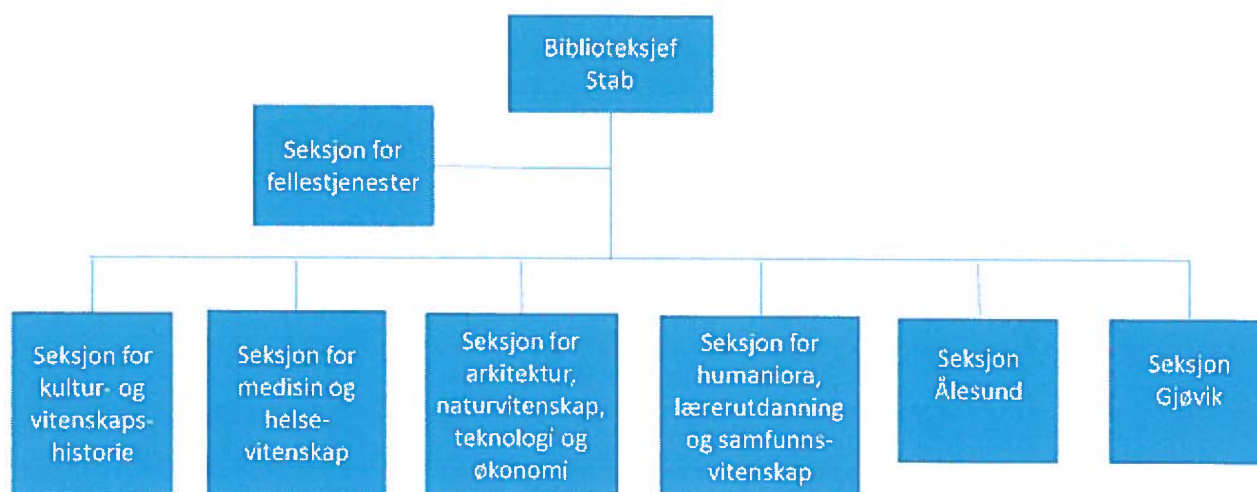 Biblioteksjef
Stab
Seksjon for
fellestjenester
Seksjon for
kultur- og
vitenskaps-
historie
Seksjon for
medisin og
helse-
vitenskap
Seksjon for
arkitektur,
naturvitenskap,
teknologi og
økonomi
Seksjon for
humaniora,
lærerutdanning
og samfunns-
vitenskap
Seksjon
Ålesund
Seksjon
Gjøvik